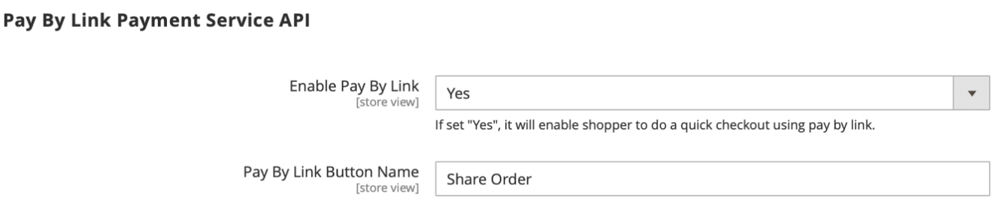 Pay By Link Payment Service API
Enable Pay By Link
[store view]
Yes
If set "Yes", it will enable shopper to do a quick checkout using pay by link.
Pay By Link Button Name
[store view]
Share Order